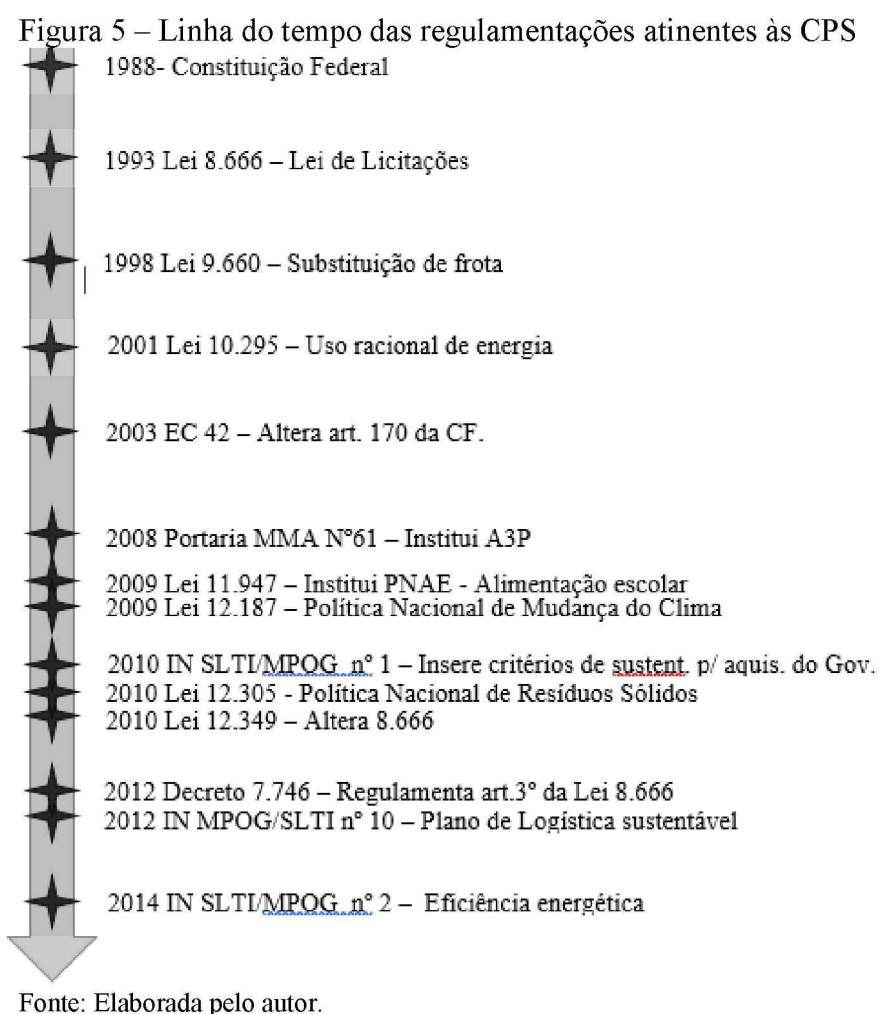 Figura 5 – Linha do tempo das regulamentações atinentes às CPS
1988- Constituição Federal
1993 Lei 8.666 – Lei de Licitações
1998 Lei 9.660 – Substituição de frota
2001 Lei 10.295 – Uso racional de energia
2003 EC 42 – Altera art. 170 da CF.
2008 Portaria MMA Nº61 – Institui A3P
2009 Lei 11.947 – Institui PNAE - Alimentação escolar
2009 Lei 12.187 – Política Nacional de Mudança do Clima
2010 IN SLTI/MPOG nº 1 – Insere critérios de sustent. p/ aquis. do Gov.
2010 Lei 12.305 - Política Nacional de Resíduos Sólidos
2010 Lei 12.349 – Altera 8.666
2012 Decreto 7.746 – Regulamenta art.3º da Lei 8.666
2012 IN MPOG/SLTI nº 10 – Plano de Logística sustentável
2014 IN SLTI/MPOG nº 2 – Eficiência energética
Fonte: Elaborada pelo autor.